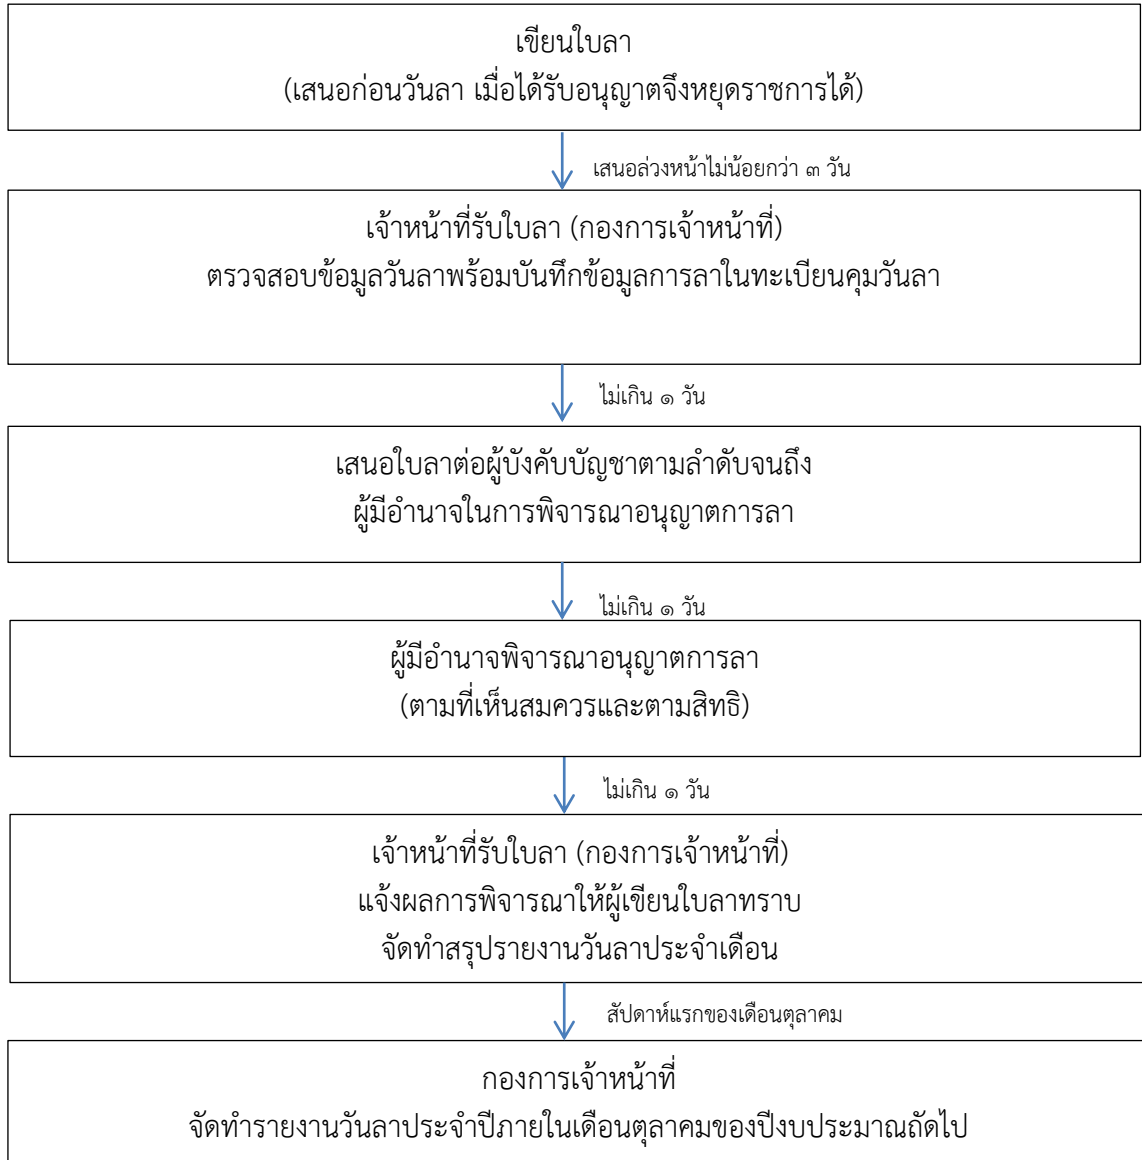 เขียนใบลา
(เสนอก่อนวันลา เมื่อได้รับอนุญาตจึงหยุดราชการได้)
เสนอล่วงหน้าไม่น้อยกว่า ๓ วัน
เจ้าหน้าที่รับใบลา (กองการเจ้าหน้าที่)
ตรวจสอบข้อมูลวันลาพร้อมบันทึกข้อมูลการลาในทะเบียนคุมวันลา
ไม่เกิน ๑ วัน
เสนอใบลาต่อผู้บังคับบัญชาตามลำดับจนถึง
ผู้มีอำนาจในการพิจารณาอนุญาตการลา
ไม่เกิน ๑ วัน
ผู้มีอำนาจพิจารณาอนุญาตการลา
(ตามที่เห็นสมควรและตามสิทธิ)
ไม่เกิน ๑ วัน
เจ้าหน้าที่รับใบลา (กองการเจ้าหน้าที่)
แจ้งผลการพิจารณาให้ผู้เขียนใบลาทราบ
จัดทำสรุปรายงานวันลาประจำเดือน
สัปดาห์แรกของเดือนตุลาคม
กองการเจ้าหน้าที่
จัดทำรายงานวันลาประจำปีภายในเดือนตุลาคมของปีงบประมาณถัดไป